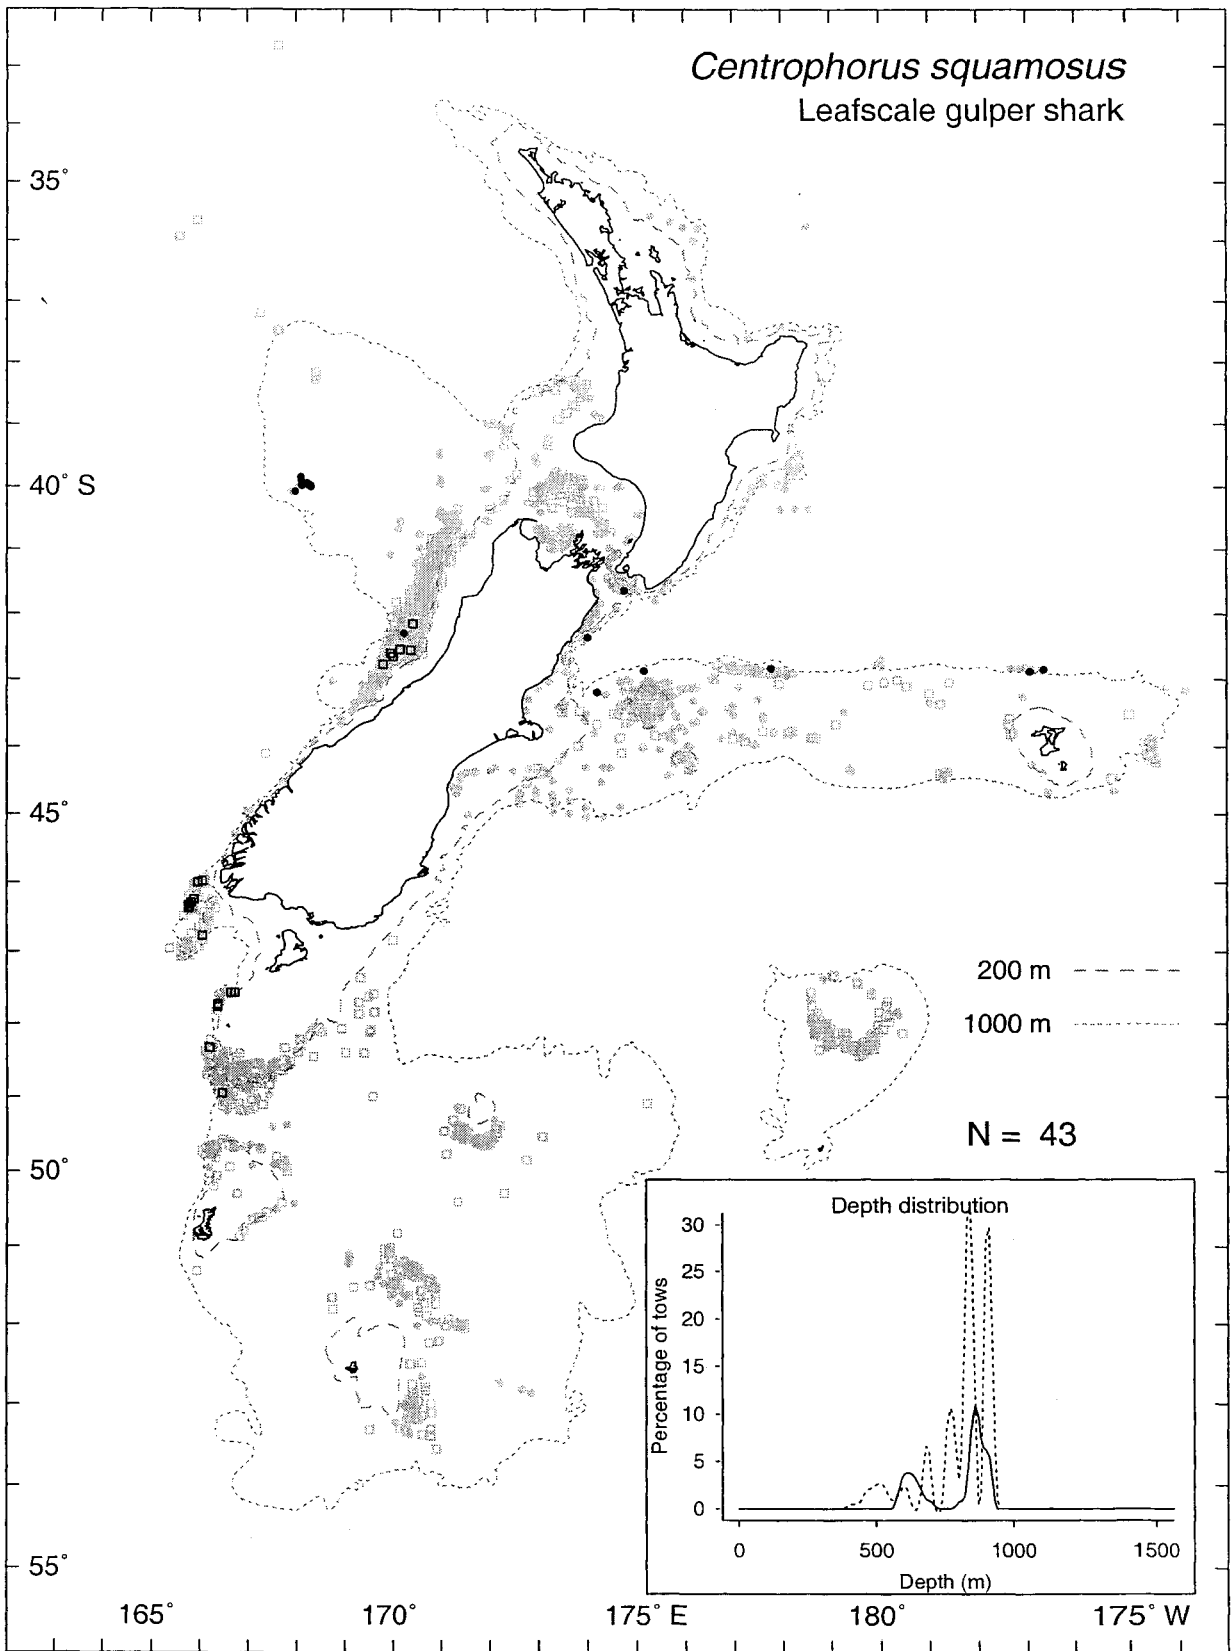 Centrophorus squamosus
Leafscale gulper shark
35°
40° S
45°
50°
55°
200 m
1000 m
N = 43
Depth distribution
Percentage of tows
30
25
20
15
10
5
0
0 500 1000 1500
Depth (m)
165° 170° 175° E 180° 175° W